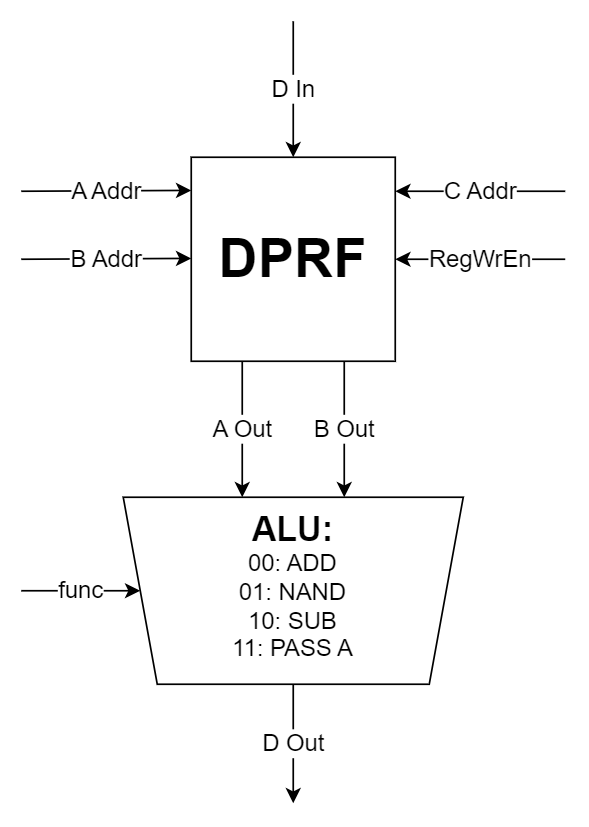 D In
A Addr
C Addr
DPRF
B Addr
RegWrEn
A Out
B Out
ALU:
00: ADD
01: NAND
func
10: SUB
11: PASS A
D Out